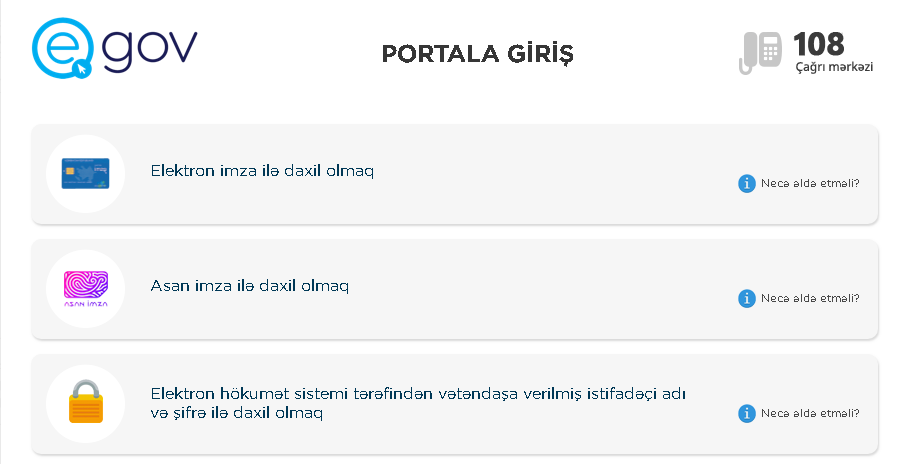 e gov
PORTALA GİRİŞ
108
Çağrı mərkəzi
Elektron imza ilə daxil olmaq
Necə əldə etməli?
ASAN İMZA
Asan imza ilə daxil olmaq
Necə əldə etməli?
Elektron hökumət sistemi tərəfindən vətəndaşa verilmiş istifadəçi adı
və şifrə ilə daxil olmaq
Necə əldə etməli?